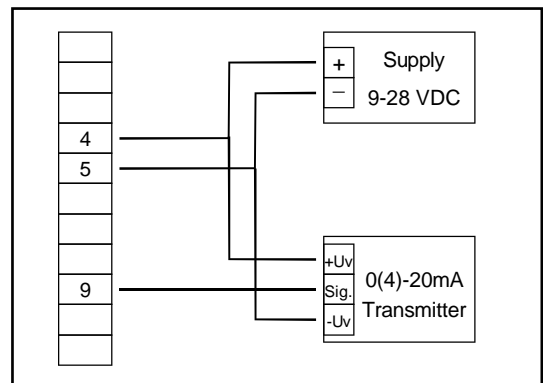 4
5
9
+
−
Supply
9-28 VDC
+Uv
Sig.
-Uv
0(4)-20mA
Transmitter